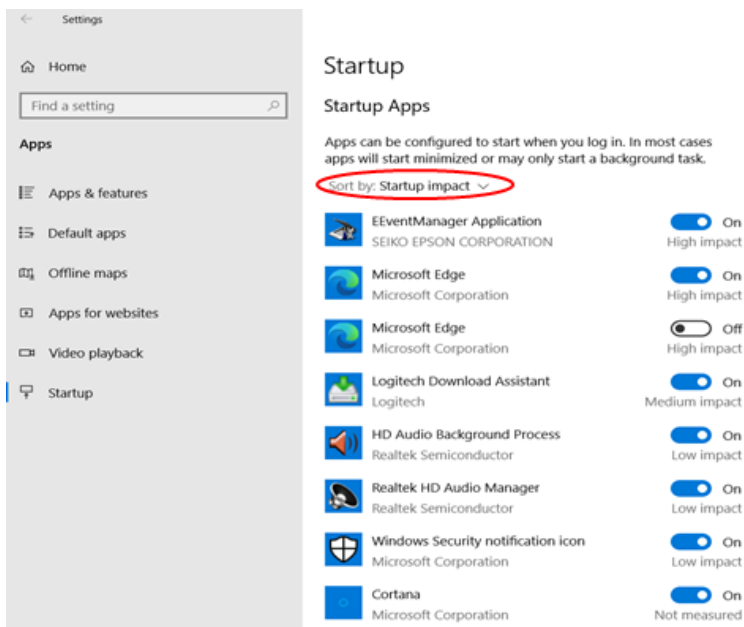 Settings
Home
Find a setting
Apps
Apps & features
Default apps
Offline maps
Apps for websites
Video playback
Startup
Startup
Startup Apps
Apps can be configured to start when you log in. In most cases
apps will start minimized or may only start a background task.
Sort by: Startup impact
EEventManager Application On
SEIKO EPSON CORPORATION High impact
Microsoft Edge On
Microsoft Corporation High impact
Microsoft Edge Off
Microsoft Corporation High impact
Logitech Download Assistant On
Logitech Medium impact
HD Audio Background Process On
Realtek Semiconductor Low impact
Realtek HD Audio Manager On
Realtek Semiconductor Low impact
Windows Security notification icon On
Microsoft Corporation Low impact
Cortana On
Microsoft Corporation Not measured